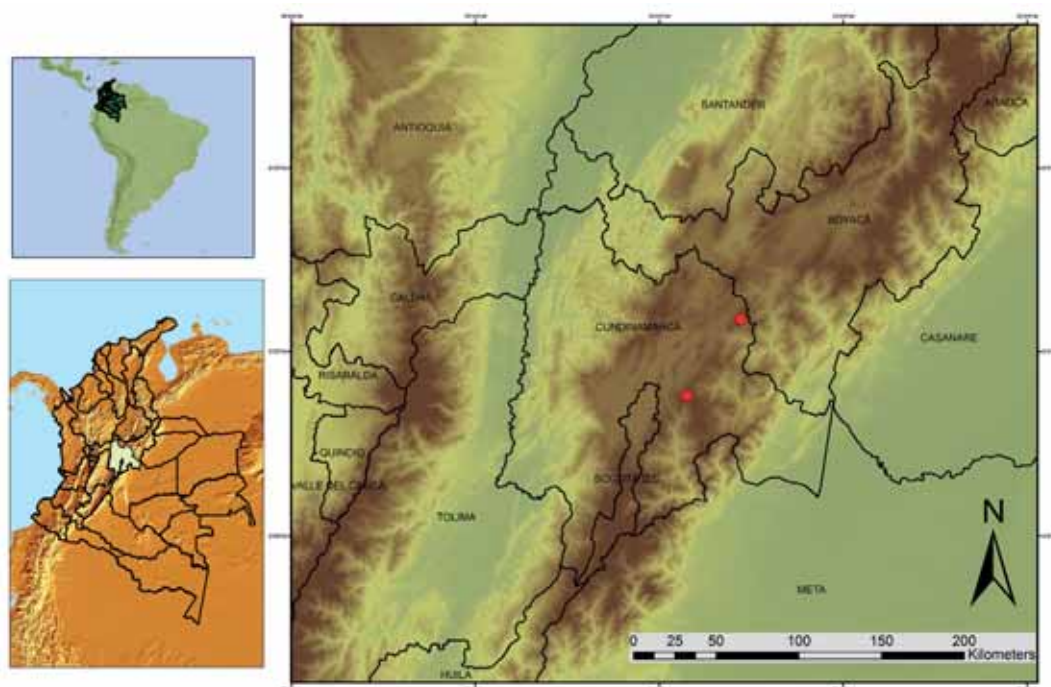 SANTANDER
ARAUCA
ANTIOQUIA
BOYACÁ
CALDAS
CUNDINAMARCA
CASANARE
RISARALDA
QUINDIO
BOGOTÁ D.C.
VALLE DEL CAUCA
TOLIMA
N
META
0 25 50 100 150 200
Kilometers
HUILA